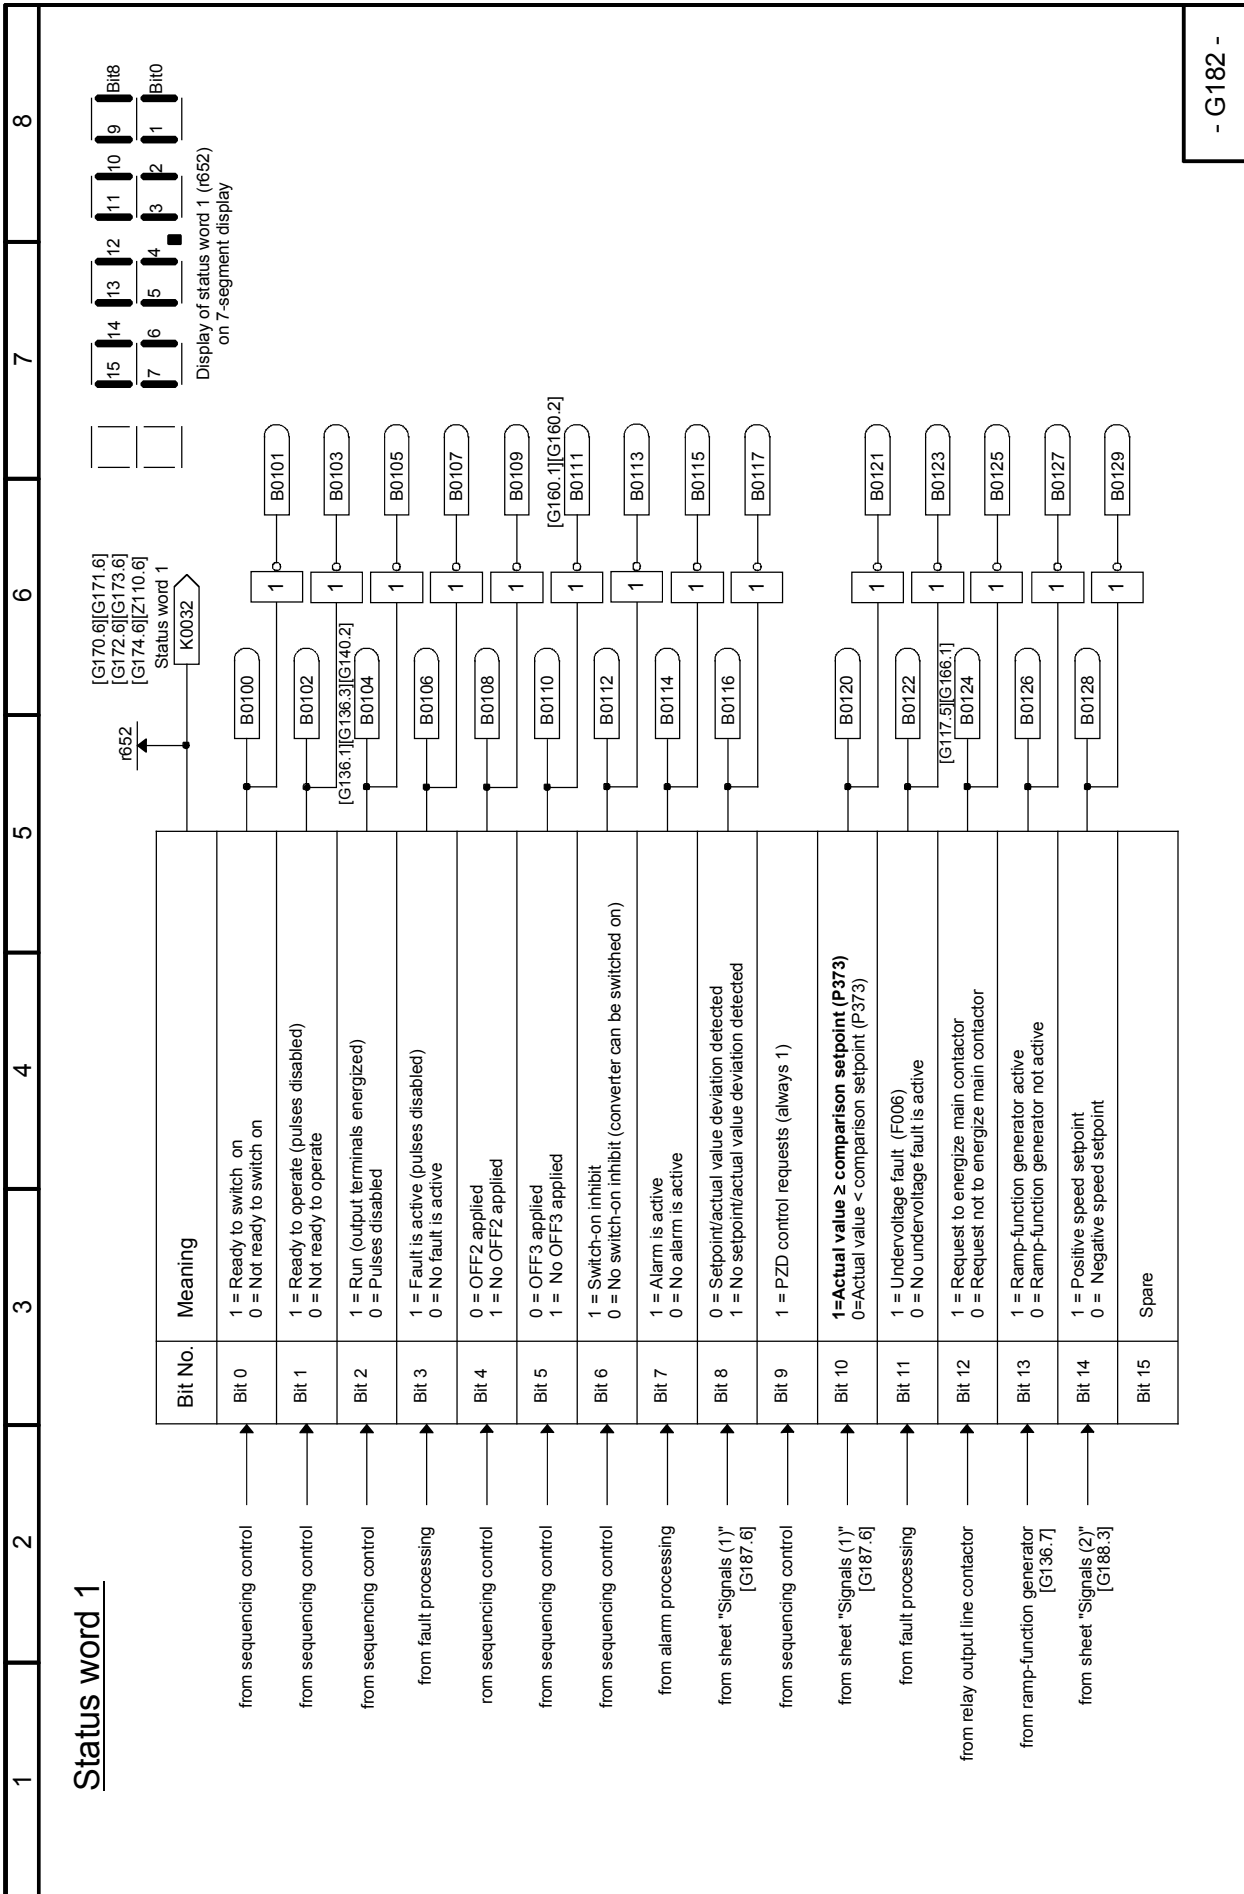 1 2 3 4 5 6 7 8
Status word 1
[G170.6][G171.6]
[G172.6][G173.6]
[G174.6][Z110.6]
Status word 1
r652
K0032
15 14 13 12 11 10 9 Bit8
7 6 5 4 3 2 1 Bit0
Display of status word 1 (r652)
on 7-segment display
Bit No. Meaning
from sequencing control
Bit 0
1 = Ready to switch on
0 = Not ready to switch on
B0100
1
B0101
from sequencing control
Bit 1
1 = Ready to operate (pulses disabled)
0 = Not ready to operate
B0102
1
B0103
[G136.1][G136.3][G140.2]
from sequencing control
Bit 2
1 = Run (output terminals energized)
0 = Pulses disabled
B0104
1
B0105
from fault processing
Bit 3
1 = Fault is active (pulses disabled)
0 = No fault is active
B0106
1
B0107
rom sequencing control
Bit 4
0 = OFF2 applied
1 = No OFF2 applied
B0108
1
B0109
from sequencing control
Bit 5
0 = OFF3 applied
1 = No OFF3 applied
B0110
1
[G160.1][G160.2]
B0111
from sequencing control
Bit 6
1 = Switch-on inhibit
0 = No switch-on inhibit (converter can be switched on)
B0112
1
B0113
from alarm processing
Bit 7
1 = Alarm is active
0 = No alarm is active
B0114
1
B0115
from sheet "Signals (1)"
[G187.6]
Bit 8
0 = Setpoint/actual value deviation detected
1 = No setpoint/actual value deviation detected
B0116
1
B0117
from sequencing control
Bit 9
1 = PZD control requests (always 1)
from sheet "Signals (1)"
[G187.6]
Bit 10
1=Actual value ≥ comparison setpoint (P373)
0=Actual value < comparison setpoint (P373)
B0120
1
B0121
from fault processing
Bit 11
1 = Undervoltage fault (F006)
0 = No undervoltage fault is active
B0122
1
B0123
[G117.5][G166.1]
from relay output line contactor
Bit 12
1 = Request to energize main contactor
0 = Request not to energize main contactor
B0124
1
B0125
from ramp-function generator
[G136.7]
Bit 13
1 = Ramp-function generator active
0 = Ramp-function generator not active
B0126
1
B0127
from sheet "Signals (2)"
[G188.3]
Bit 14
1 = Positive speed setpoint
0 = Negative speed setpoint
B0128
1
B0129
Bit 15
Spare
- G182 -